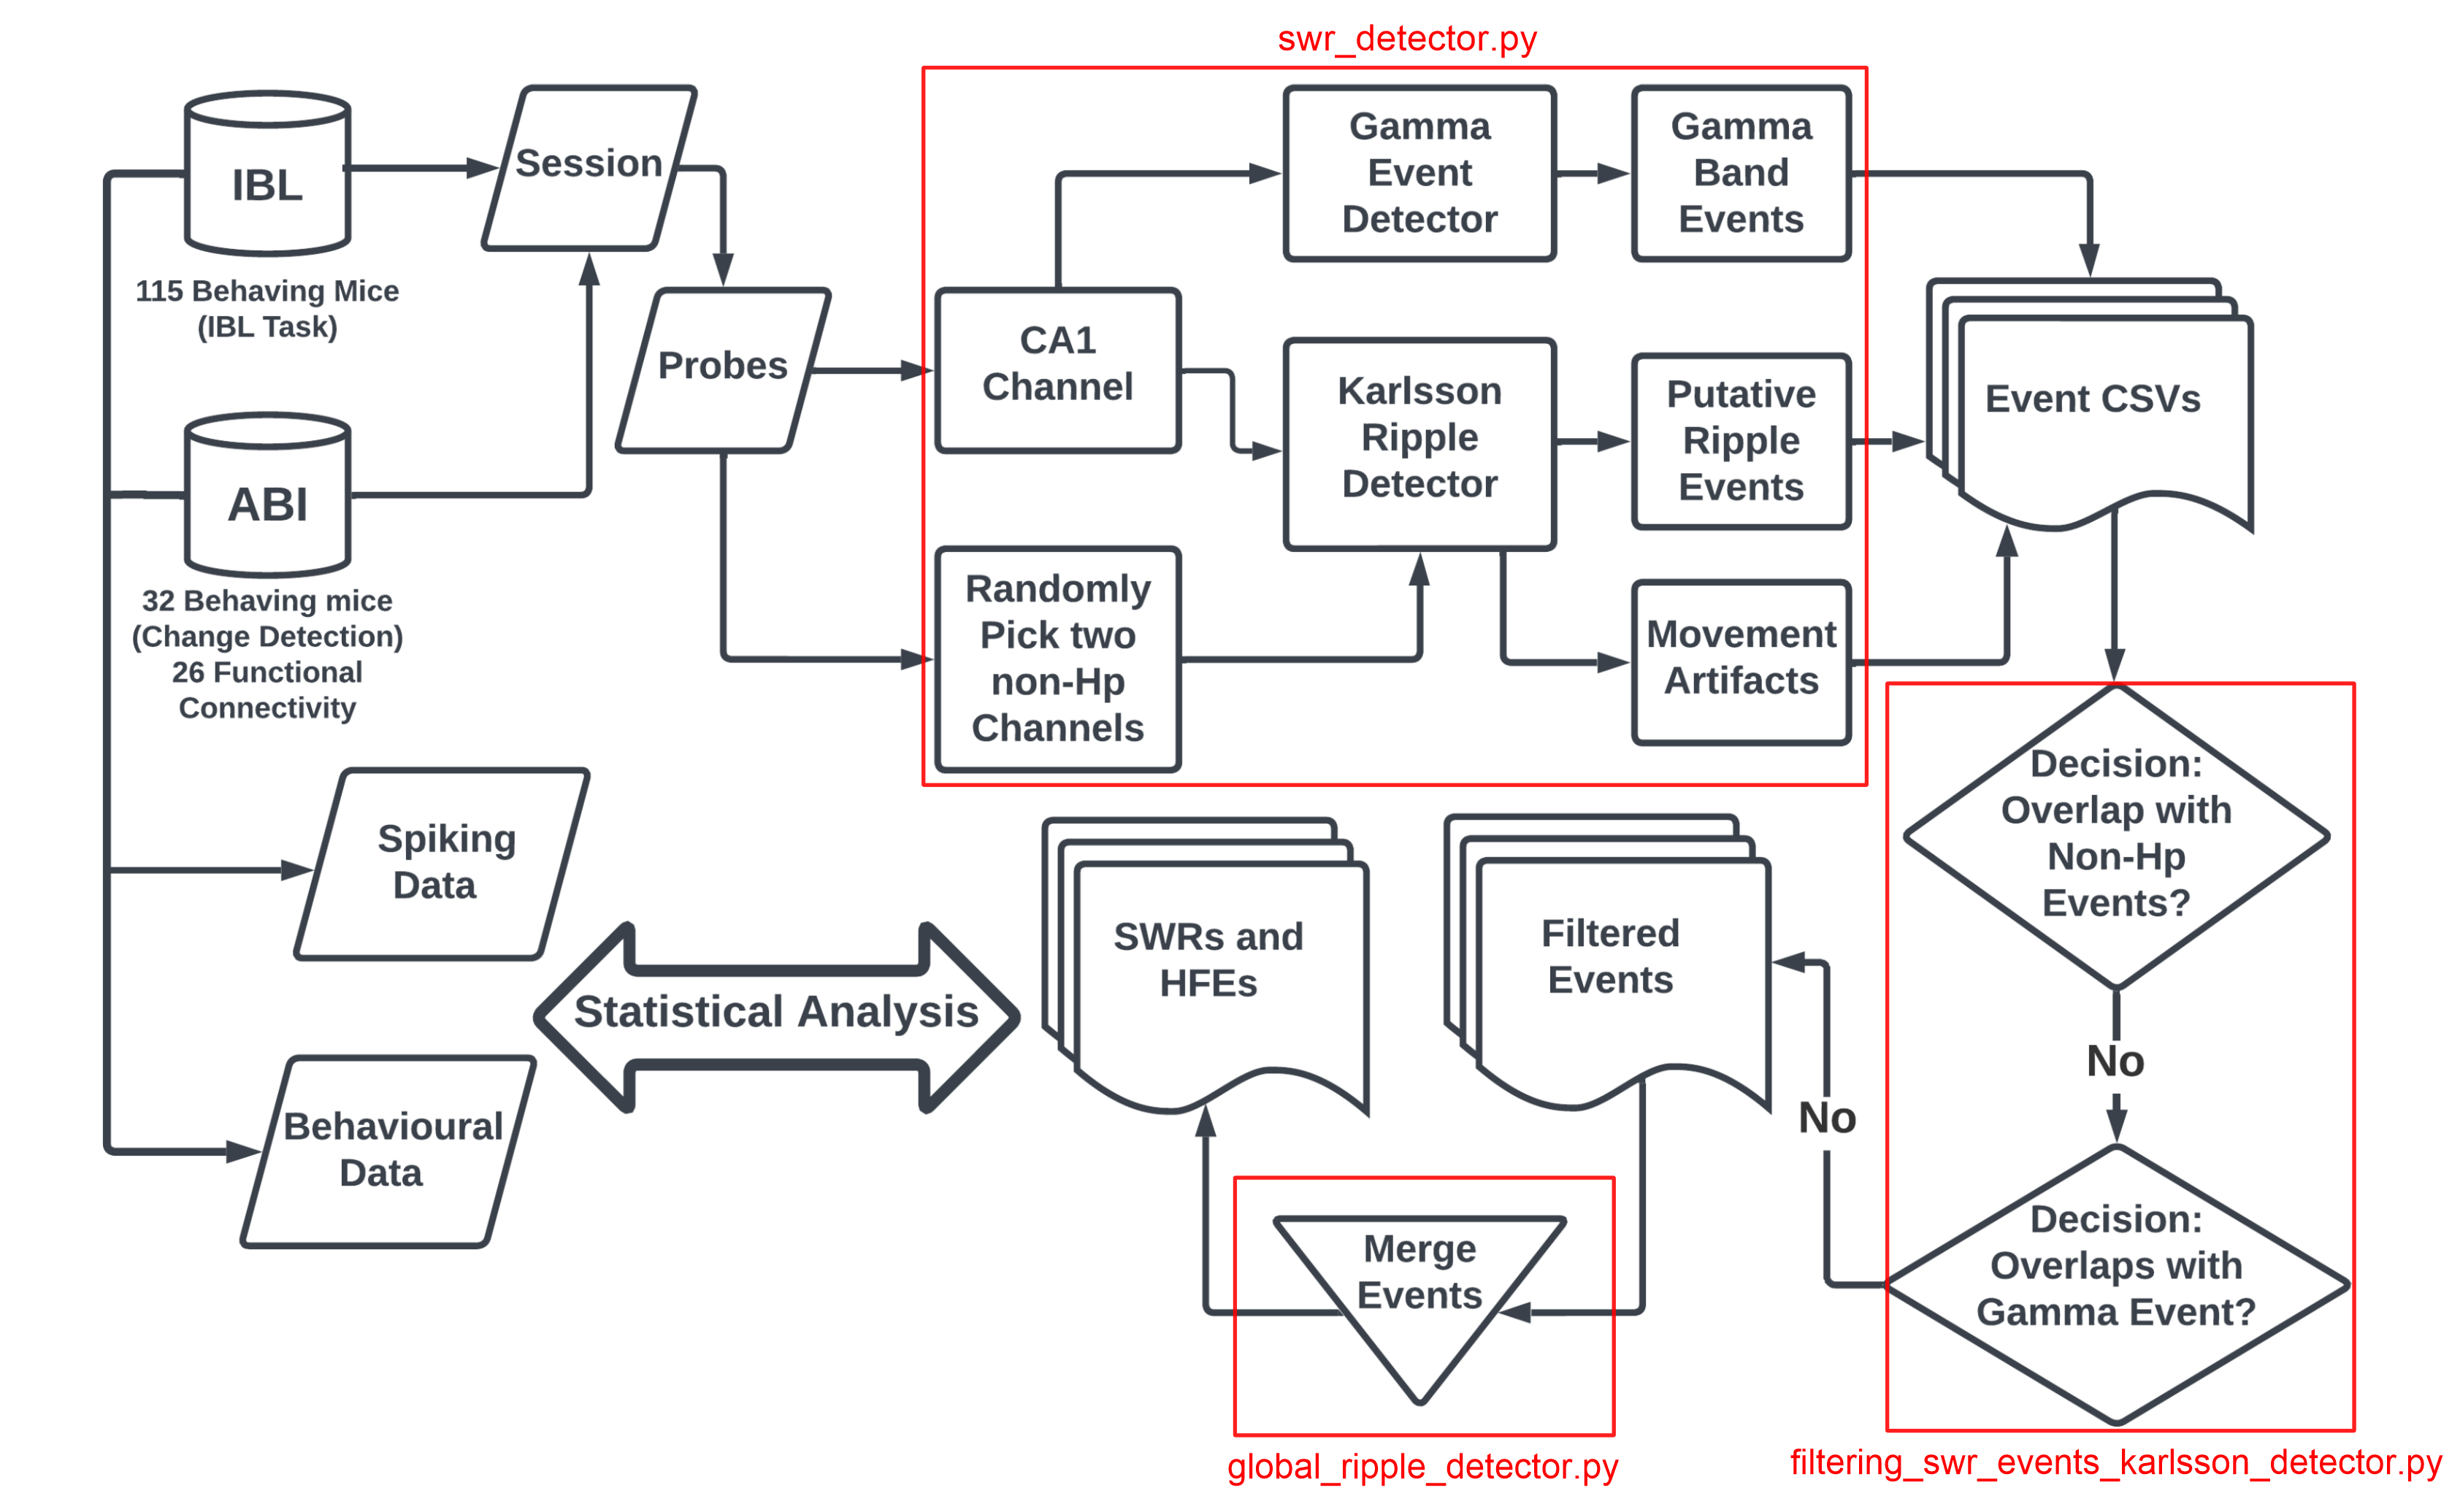 swr_detector.py
IBL
115 Behaving Mice
(IBL Task)
Session
Probes
ABI
32 Behaving mice
(Change Detection)
26 Functional
Connectivity
CA1
Channel
Randomly
Pick two
non-Hp
Channels
Gamma
Event
Detector
Gamma
Band
Events
Karlsson
Ripple
Detector
Putative
Ripple
Events
Movement
Artifacts
Event CSVs
Decision:
Overlap with
Non-Hp
Events?
No
Decision:
Overlaps with
Gamma Event?
No
filtering_swr_events_karlsson_detector.py
Filtered
Events
Merge
Events
global_ripple_detector.py
SWRs and
HFEs
Statistical Analysis
Spiking
Data
Behavioural
Data